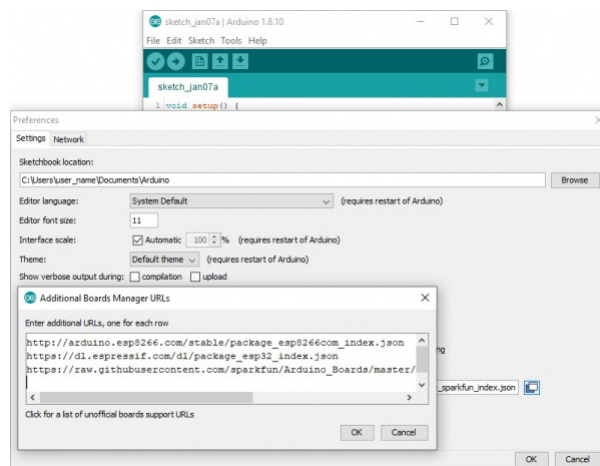 sketch_jan07a | Arduino 1.8.10
File Edit Sketch Tools Help
sketch_jan07a
1 void setup() {
Preferences
Settings Network
Sketchbook location:
C:\Users\user_name\Documents\Arduino Browse
Editor language: System Default (requires restart of Arduino)
Editor font size: 11
Interface scale: Automatic 100 % (requires restart of Arduino)
Theme: Default theme (requires restart of Arduino)
Show verbose output during: compilation upload
Additional Boards Manager URLs
Enter additional URLs, one for each row
http://arduino.esp8266.com/stable/package_esp8266com_index.json
https://dl.espressif.com/dl/package_esp32_index.json
https://raw.githubusercontent.com/sparkfun/Arduino_Boards/master/
ng
_sparkfun_index.json
Click for a list of unofficial boards support URLs
OK Cancel
OK Cancel